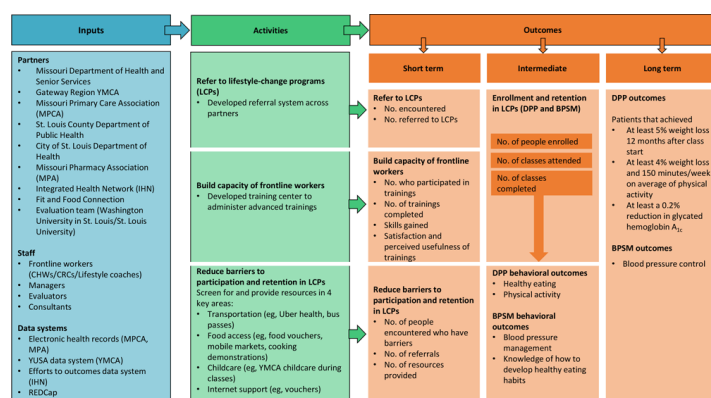 Inputs
Partners
• Missouri Department of Health and
Senior Services
• Gateway Region YMCA
• Missouri Primary Care Association
(MPCA)
• St. Louis County Department of
Public Health
• City of St. Louis Department of
Health
• Missouri Pharmacy Association
(MPA)
• Integrated Health Network (IHN)
• Fit and Food Connection
• Evaluation team (Washington
University in St. Louis/St. Louis
University)
Staff
• Frontline workers
(CHWs/CRCs/Lifestyle coaches)
• Managers
• Evaluators
• Consultants
Data systems
• Electronic health records (MPCA,
MPA)
• YUSA data system (YMCA)
• Efforts to outcomes data system
(IHN)
• REDCap
Activities
Refer to lifestyle-change programs
(LCPs)
• Developed referral system across
partners
Build capacity of frontline workers
• Developed training center to
administer advanced trainings
Reduce barriers to
participation and retention in LCPs
Screen for and provide resources in 4
key areas:
• Transportation (eg, Uber health, bus
passes)
• Food access (eg, food vouchers,
mobile markets, cooking
demonstrations)
• Childcare (eg, YMCA childcare during
classes)
• Internet support (eg, vouchers)
Outcomes
Short term
Refer to LCPs
• No. encountered
• No. referred to LCPs
Build capacity of frontline
workers
• No. who participated in
trainings
• No. of trainings
completed
• Skills gained
• Satisfaction and
perceived usefulness of
trainings
Reduce barriers to
participation and retention
in LCPs
• No. of people
encountered who have
barriers
• No. of referrals
• No. of resources
provided
Intermediate
Enrollment and retention
in LCPs (DPP and BPSM)
No. of people enrolled
No. of classes attended
No. of classes
completed
DPP behavioral outcomes
• Healthy eating
• Physical activity
BPSM behavioral
outcomes
• Blood pressure
management
• Knowledge of how to
develop healthy eating
habits
Long term
DPP outcomes
Patients that achieved
• At least 5% weight loss
12 months after class
start
• At least 4% weight loss
and 150 minutes/week
on average of physical
activity
• At least a 0.2%
reduction in glycated
hemoglobin A1c
BPSM outcomes
• Blood pressure control